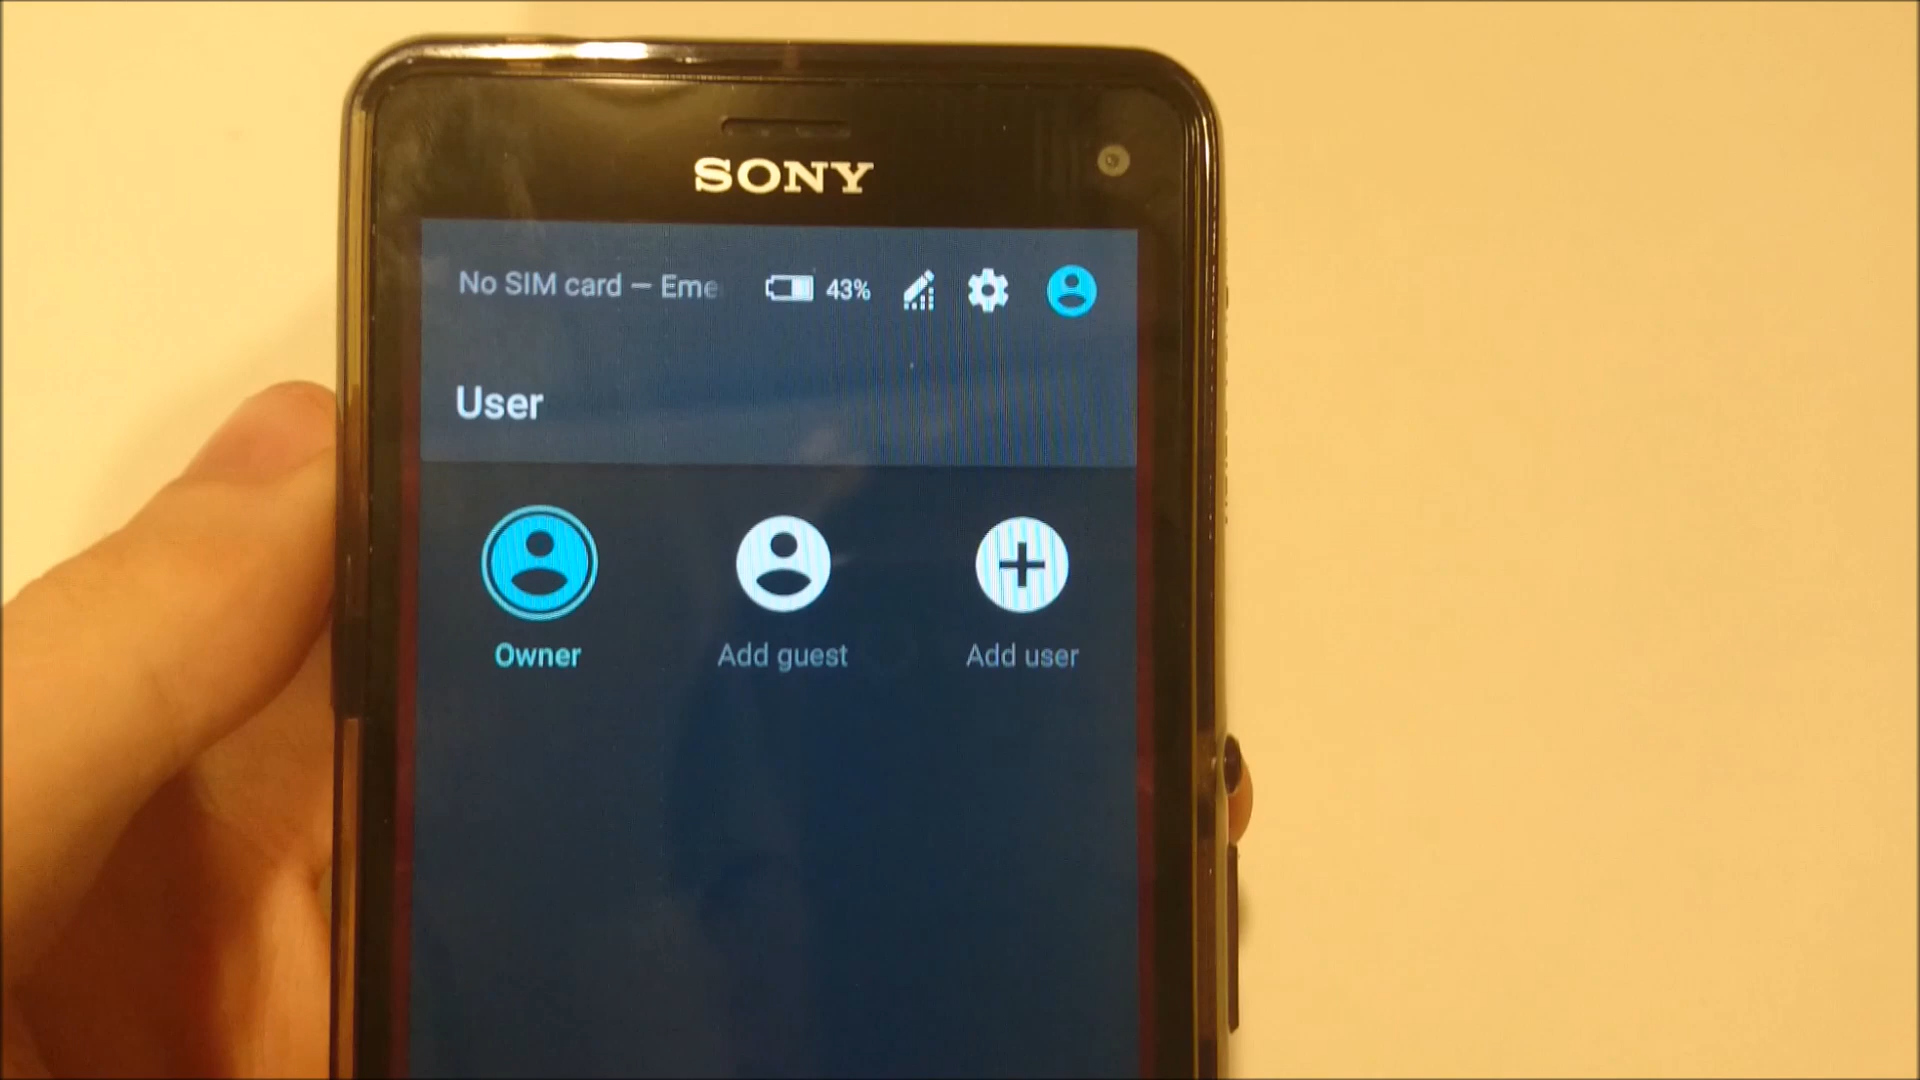 SONY
No SIM card — Eme
43%
User
Owner
Add guest
Add user